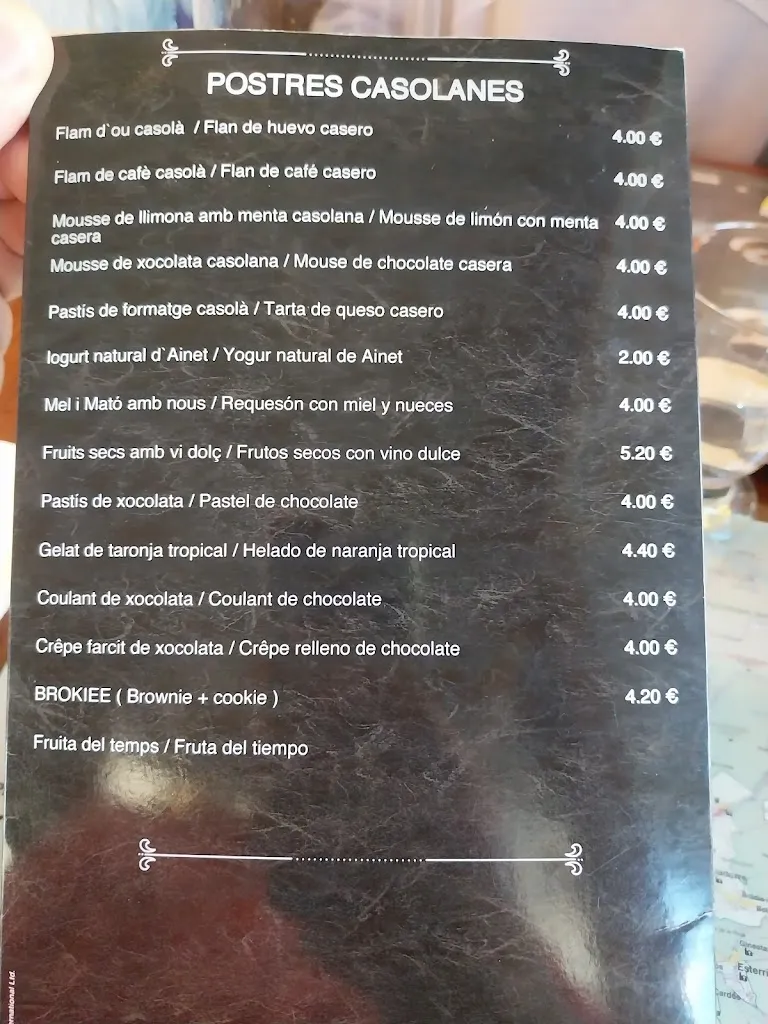 POSTRES CASOLANES
Flam d`ou casolà / Flan de huevo casero 4.00 €
Flam de cafè casolà / Flan de café casero 4.00 €
Mousse de llimona amb menta casolana / Mousse de limón con menta 4.00 €
casera
Mousse de xocolata casolana / Mouse de chocolate casera 4.00 €
Pastís de formatge casolà / Tarta de queso casero 4.00 €
Iogurt natural d`Ainet / Yogur natural de Ainet 2.00 €
Mel i Mató amb nous / Requesón con miel y nueces 4.00 €
Fruits secs amb vi dolç / Frutos secos con vino dulce 5.20 €
Pastís de xocolata / Pastel de chocolate 4.00 €
Gelat de taronja tropical / Helado de naranja tropical 4.40 €
Coulant de xocolata / Coulant de chocolate 4.00 €
Crêpe farcit de xocolata / Crêpe relleno de chocolate 4.00 €
BROKIEE ( Brownie + cookie ) 4.20 €
Fruita del temps / Fruta del tiempo
Esterri